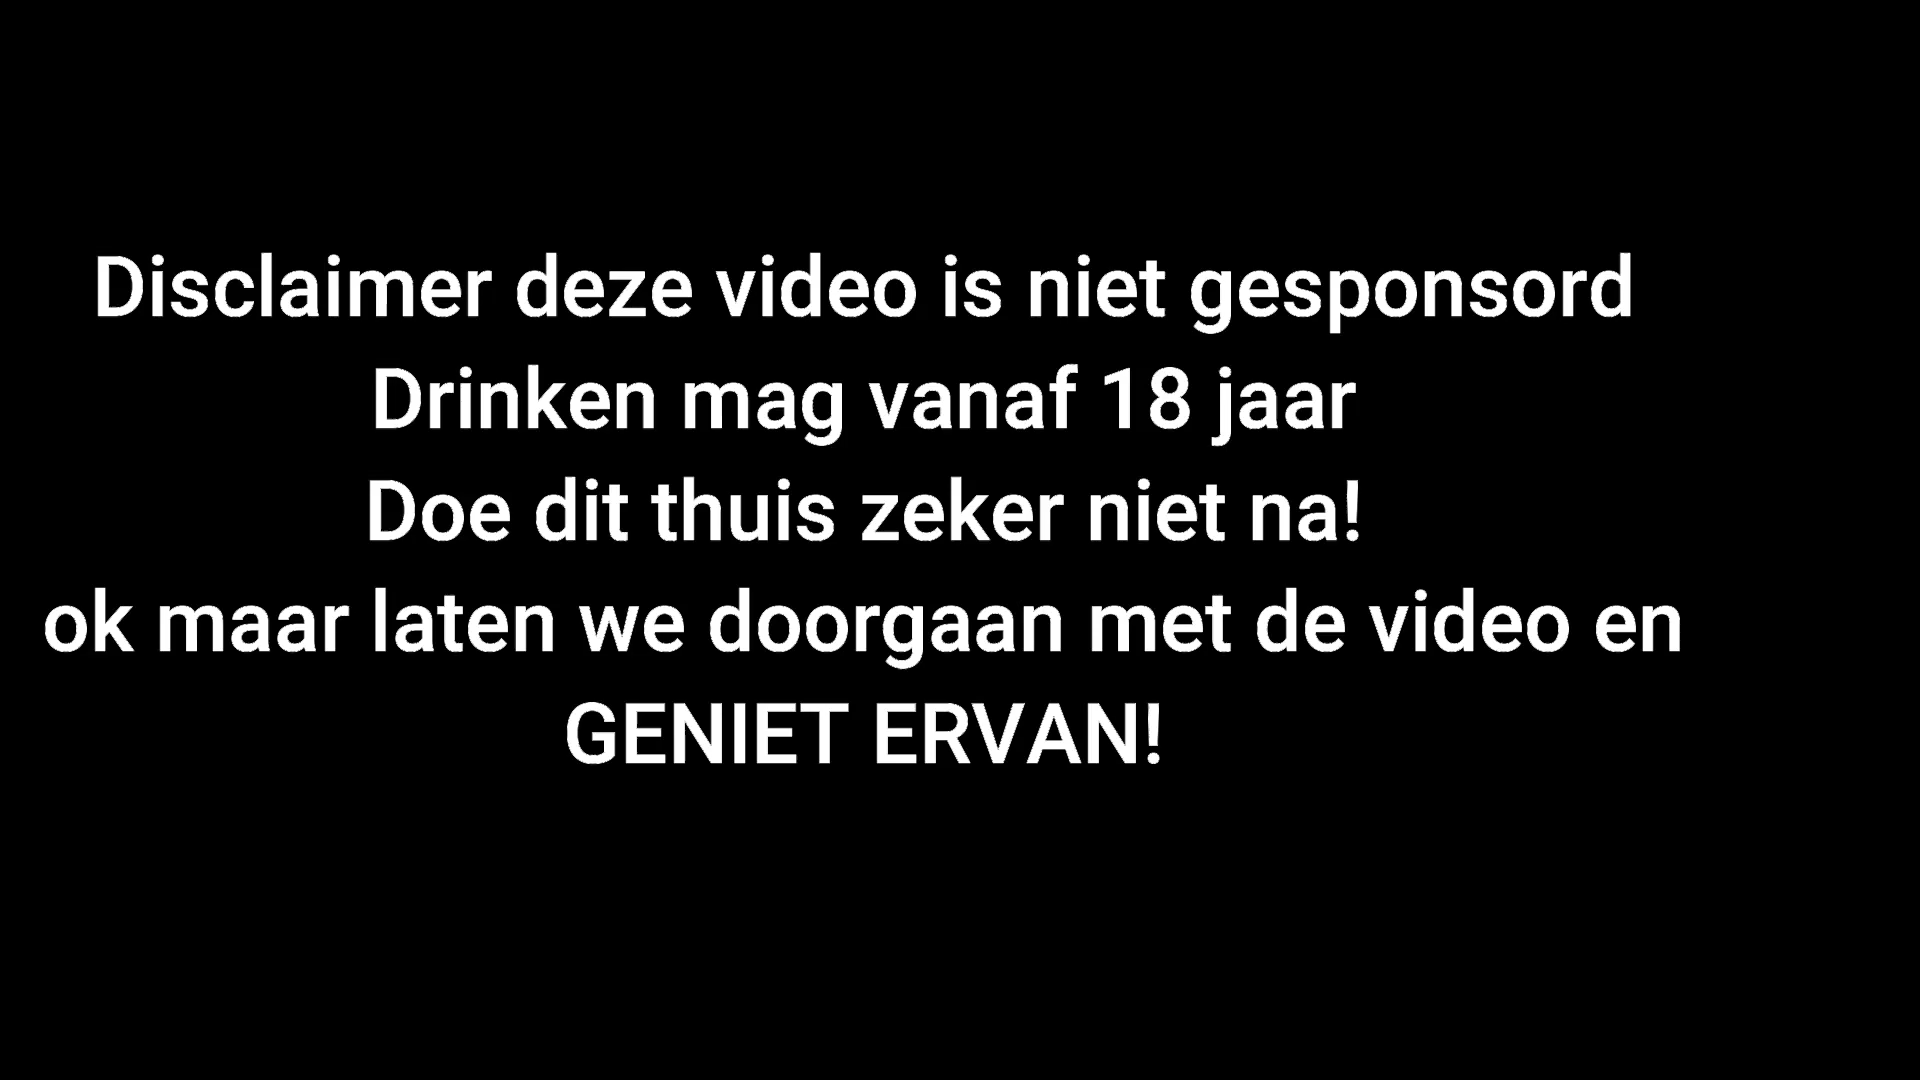 Disclaimer deze video is niet gesponsord
Drinken mag vanaf 18 jaar
Doe dit thuis zeker niet na!
ok maar laten we doorgaan met de video en
GENIET ERVAN!